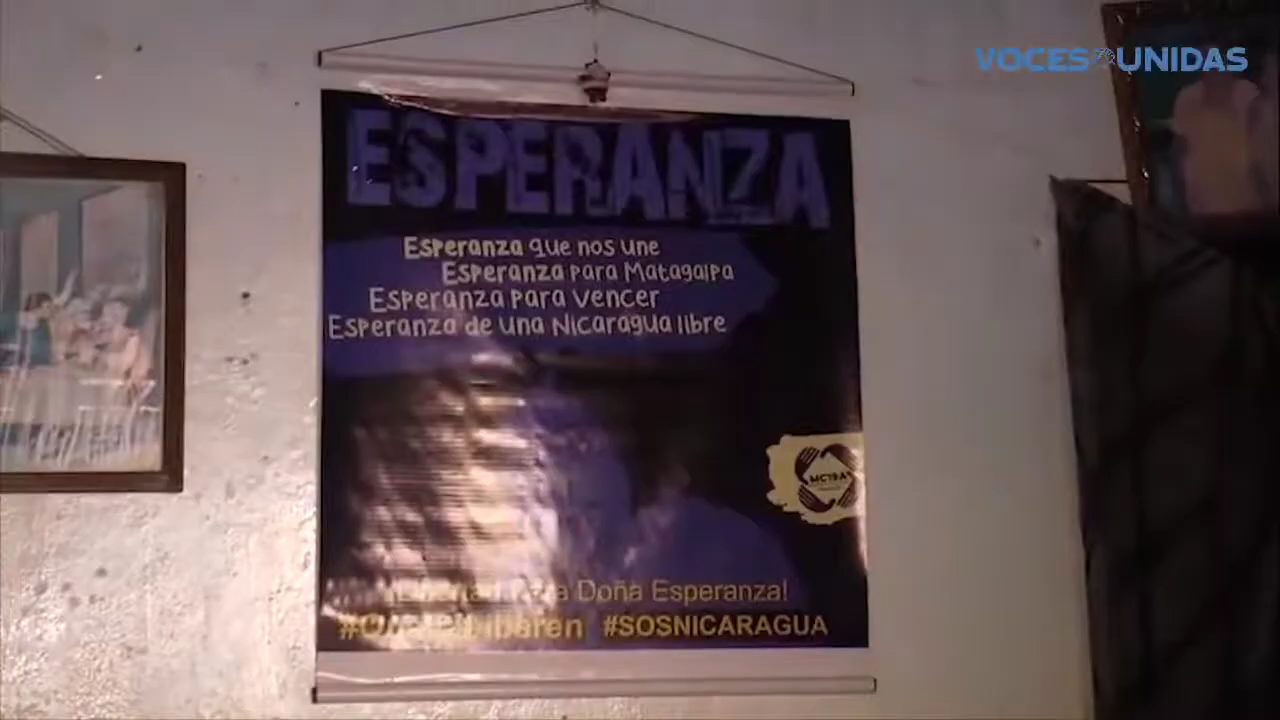 VOCES UNIDAS
ESPERANZA
Esperanza que nos une
Esperanza para Matagalpa
Esperanza para vencer
Esperanza de una Nicaragua libre
MC19A
Doña Esperanza!
#SOSNICARAGUA